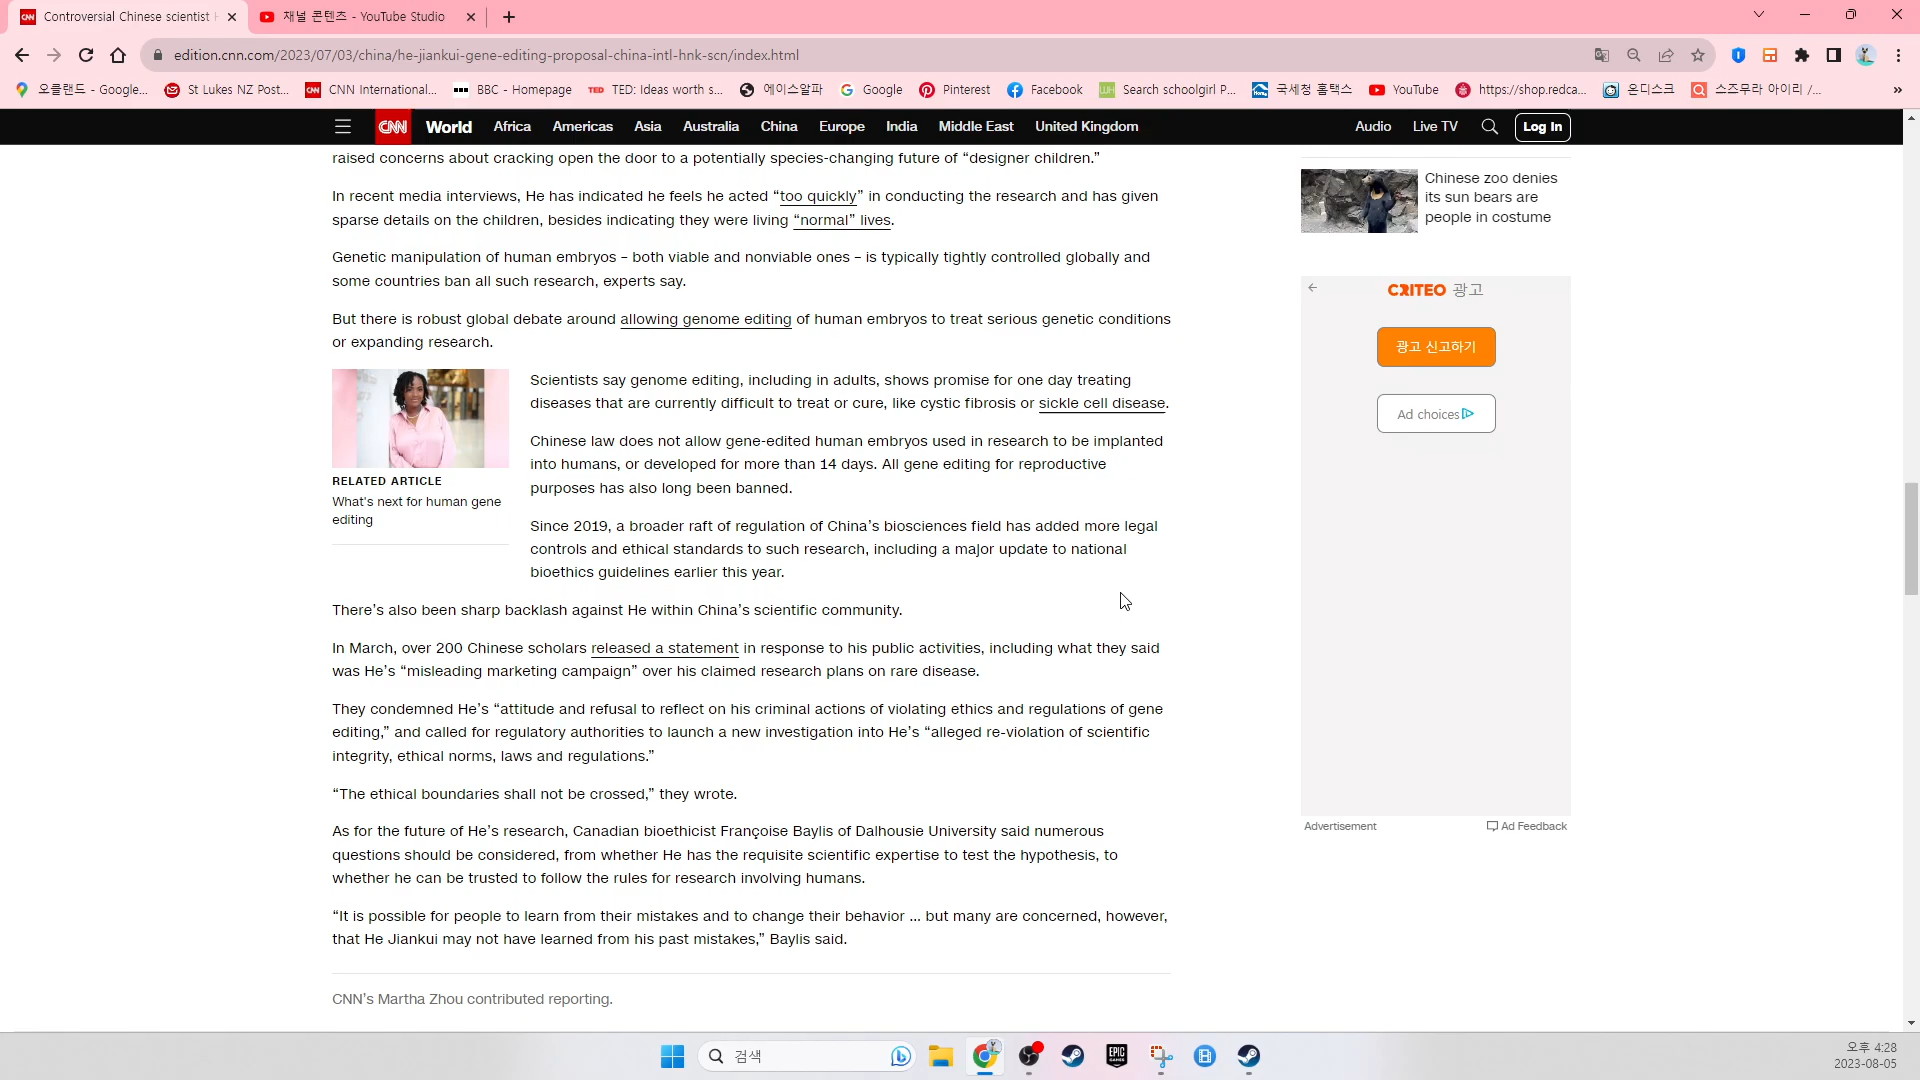 Controversial Chinese scientist
채널 콘텐츠 - YouTube Studio
edition.cnn.com/2023/07/03/china/he-jiankui-gene-editing-proposal-china-intl-hnk-scn/index.html
오클랜드 - Google... St Lukes NZ Post... CNN International... BBC - Homepage TED: Ideas worth s... 에이스알파 Google Pinterest Facebook Search schoolgirl P... 국세청 홈택스 YouTube https://shop.redca... 온디스크 스즈무라 아이리 /...
CNN World Africa Americas Asia Australia China Europe India Middle East United Kingdom Audio Live TV Log In
raised concerns about cracking open the door to a potentially species-changing future of “designer children.”
In recent media interviews, He has indicated he feels he acted “too quickly” in conducting the research and has given
sparse details on the children, besides indicating they were living “normal” lives.
Genetic manipulation of human embryos – both viable and nonviable ones – is typically tightly controlled globally and
some countries ban all such research, experts say.
But there is robust global debate around allowing genome editing of human embryos to treat serious genetic conditions
or expanding research.
RELATED ARTICLE
What's next for human gene
editing
Scientists say genome editing, including in adults, shows promise for one day treating
diseases that are currently difficult to treat or cure, like cystic fibrosis or sickle cell disease.
Chinese law does not allow gene-edited human embryos used in research to be implanted
into humans, or developed for more than 14 days. All gene editing for reproductive
purposes has also long been banned.
Since 2019, a broader raft of regulation of China’s biosciences field has added more legal
controls and ethical standards to such research, including a major update to national
bioethics guidelines earlier this year.
There’s also been sharp backlash against He within China’s scientific community.
In March, over 200 Chinese scholars released a statement in response to his public activities, including what they said
was He’s “misleading marketing campaign” over his claimed research plans on rare disease.
They condemned He’s “attitude and refusal to reflect on his criminal actions of violating ethics and regulations of gene
editing,” and called for regulatory authorities to launch a new investigation into He’s “alleged re-violation of scientific
integrity, ethical norms, laws and regulations.”
“The ethical boundaries shall not be crossed,” they wrote.
As for the future of He’s research, Canadian bioethicist Françoise Baylis of Dalhousie University said numerous
questions should be considered, from whether He has the requisite scientific expertise to test the hypothesis, to
whether he can be trusted to follow the rules for research involving humans.
“It is possible for people to learn from their mistakes and to change their behavior ... but many are concerned, however,
that He Jiankui may not have learned from his past mistakes,” Baylis said.
CNN’s Martha Zhou contributed reporting.
Chinese zoo denies
its sun bears are
people in costume
CRITEO 광고
광고 신고하기
Ad choices
Advertisement
Ad Feedback
검색
EPIC GAMES
오후 4:28
2023-08-05